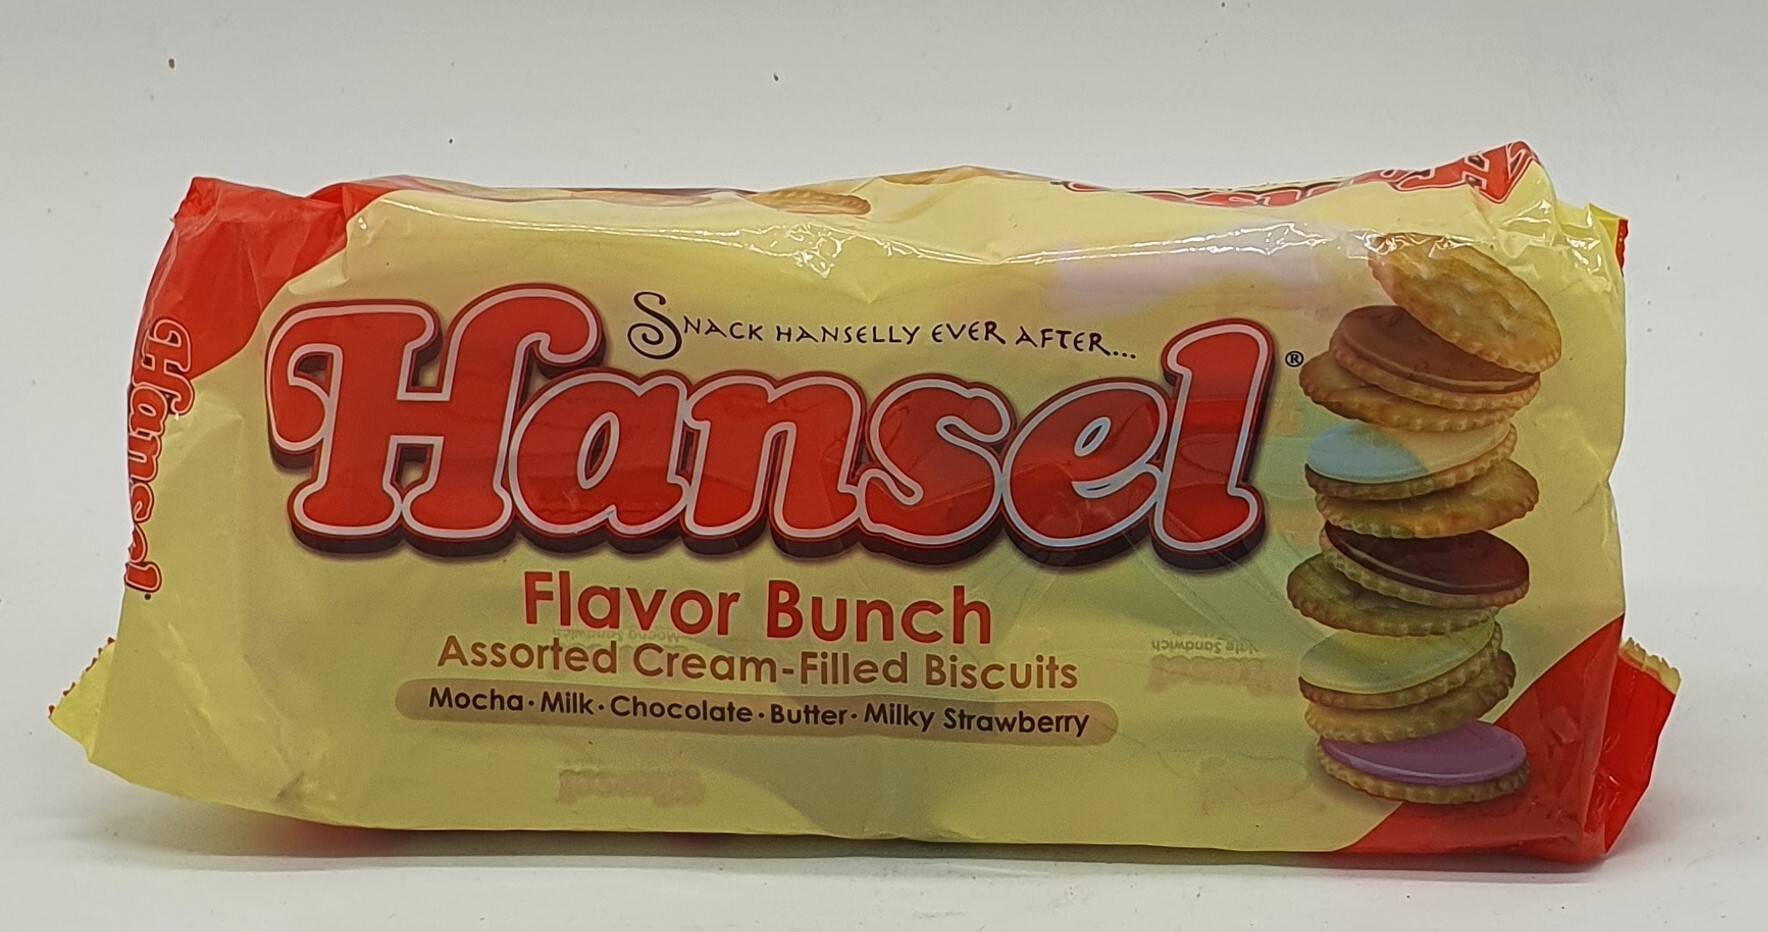 SNACK HANSELLY EVER AFTER...
Hansel®
Flavor Bunch
Assorted Cream-Filled Biscuits
Mocha · Milk · Chocolate · Butter · Milky Strawberry
Hansel